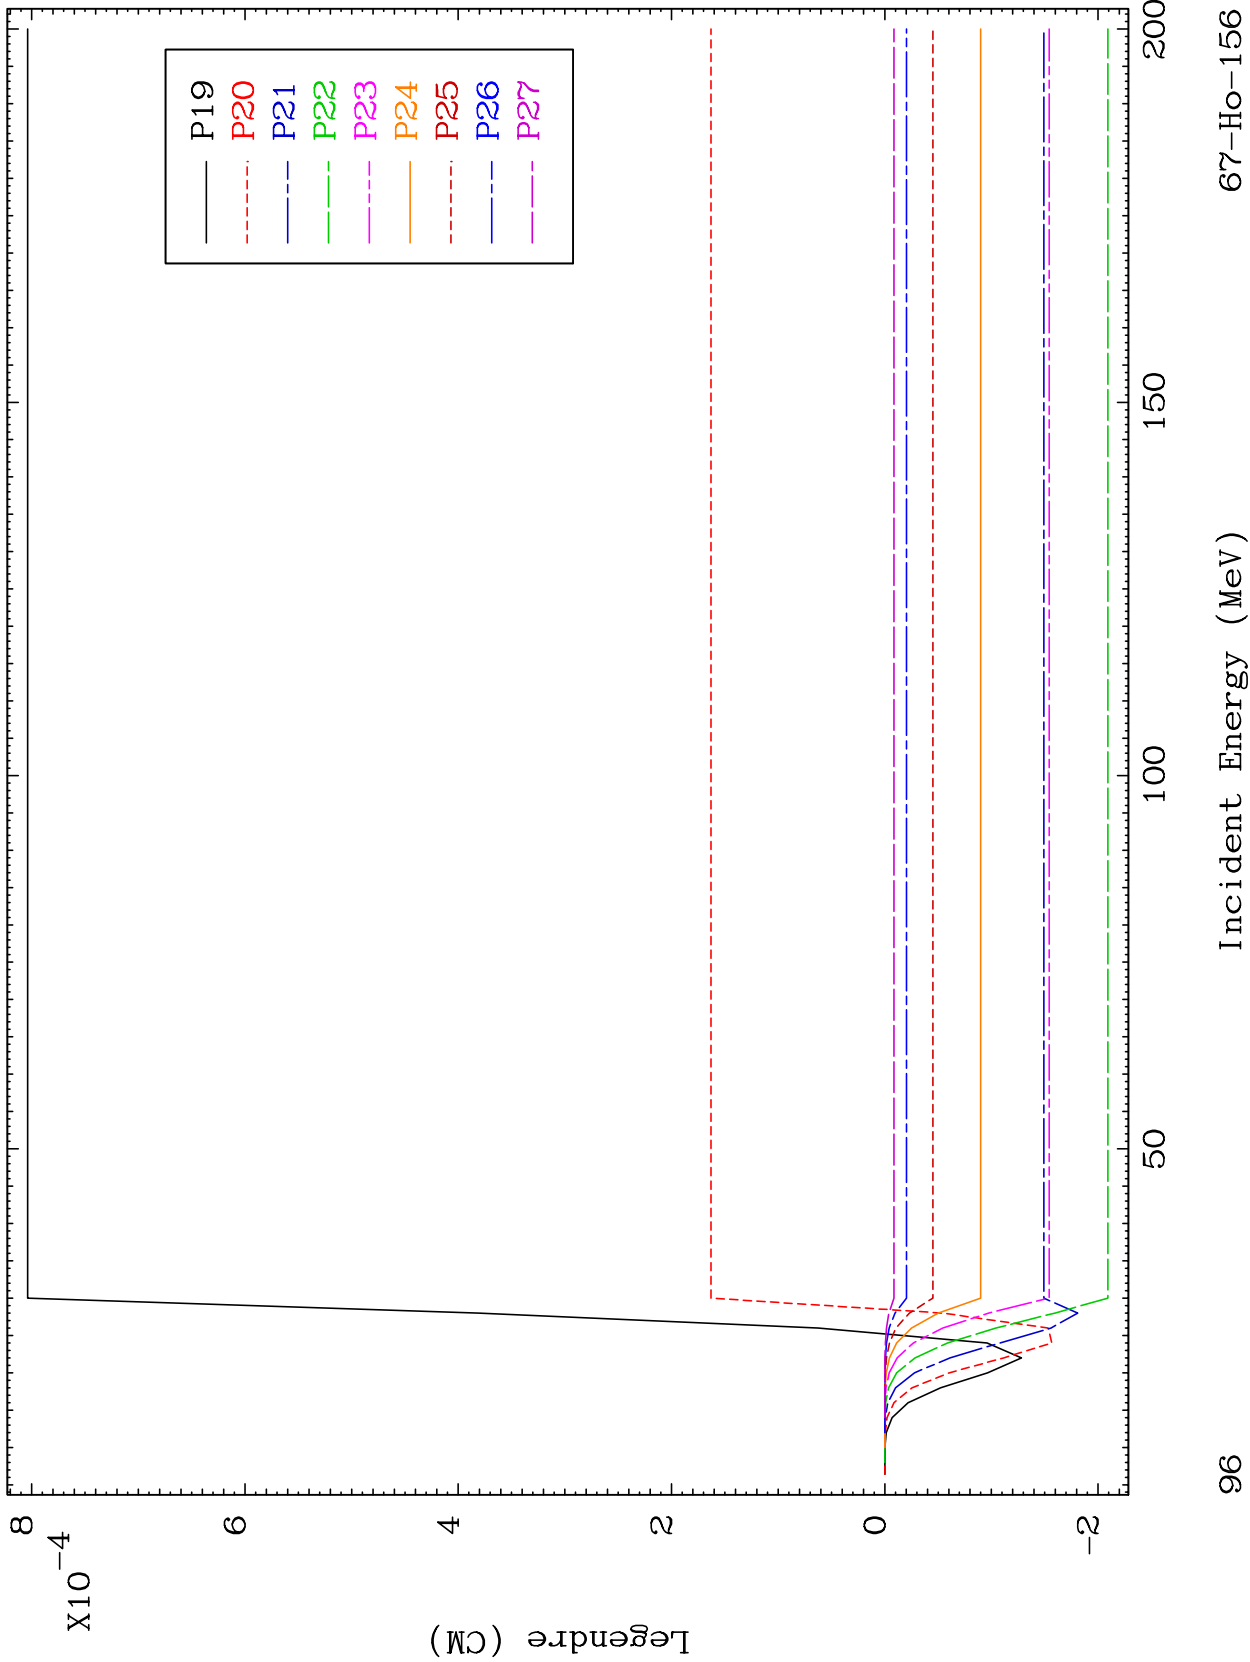 X10
-4
8
6
4
2
0
-2
Legendre (CM)
P19
P20
P21
P22
P23
P24
P25
P26
P27
50
100
150
200
Incident Energy (MeV)
96
67-Ho-156